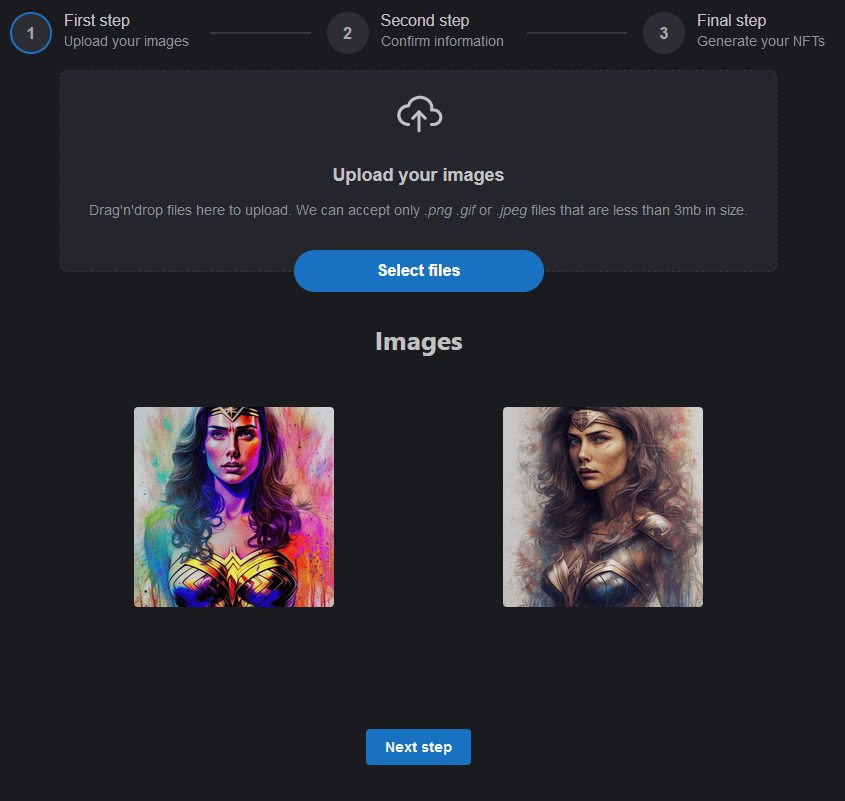 1
First step
Upload your images
2
Second step
Confirm information
3
Final step
Generate your NFTs
Upload your images
Drag'n'drop files here to upload. We can accept only .png .gif or .jpeg files that are less than 3mb in size.
Select files
Images
Next step